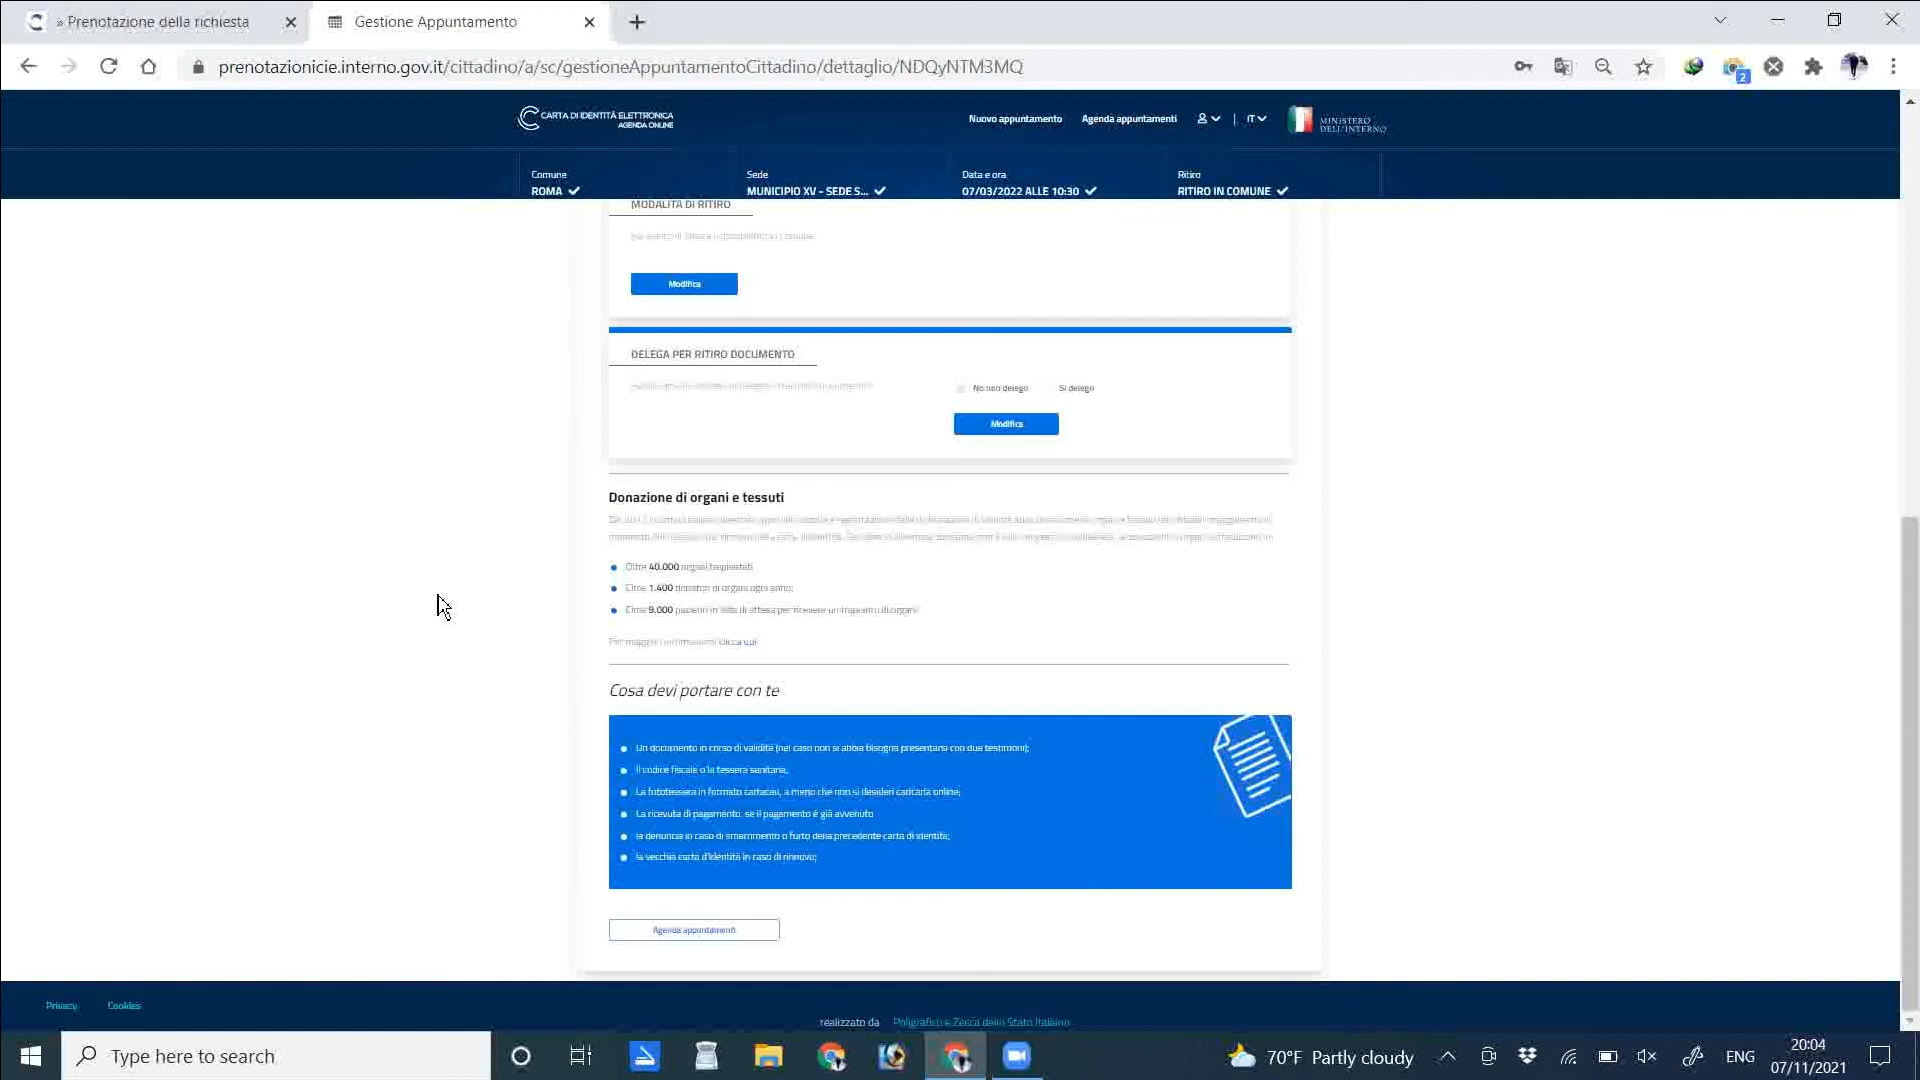 » Prenotazione della richiesta
Gestione Appuntamento
prenotazionicie.interno.gov.it/cittadino/a/sc/gestioneAppuntamentoCittadino/dettaglio/NDQyNTM3MQ
2
CARTA DI IDENTITÀ ELETTRONICA
AGENDA ONLINE
Nuovo appuntamento
Agenda appuntamenti
IT
MINISTERO
DELL'INTERNO
Comune
ROMA
Sede
MUNICIPIO XV - SEDE S...
Data e ora
07/03/2022 ALLE 10:30
Ritiro
RITIRO IN COMUNE
MODALITÀ DI RITIRO
Modifica
DELEGA PER RITIRO DOCUMENTO
No non delego
Si delego
Modifica
Donazione di organi e tessuti
Oltre 40.000 organi trapiantati
Circa 1.400 donatori di organi ogni anno;
Circa 9.000 pazienti in lista di attesa per ricevere un trapianto di organi
Per maggiori informazioni clicca qui
Cosa devi portare con te
Un documento in corso di validità (nel caso non si abbia bisogna presentarsi con due testimoni);
Il codice fiscale o la tessera sanitaria;
La fototessera in formato cartaceo, a meno che non si desideri caricarla online;
La ricevuta di pagamento, se il pagamento è già avvenuto
la denuncia in caso di smarrimento o furto della precedente carta di identità;
la vecchia carta d'identità in caso di rinnovo;
Agenda appuntamenti
Privacy
Cookies
realizzato da Poligrafico e Zecca dello Stato Italiano
Type here to search
70°F Partly cloudy
ENG
20:04
07/11/2021